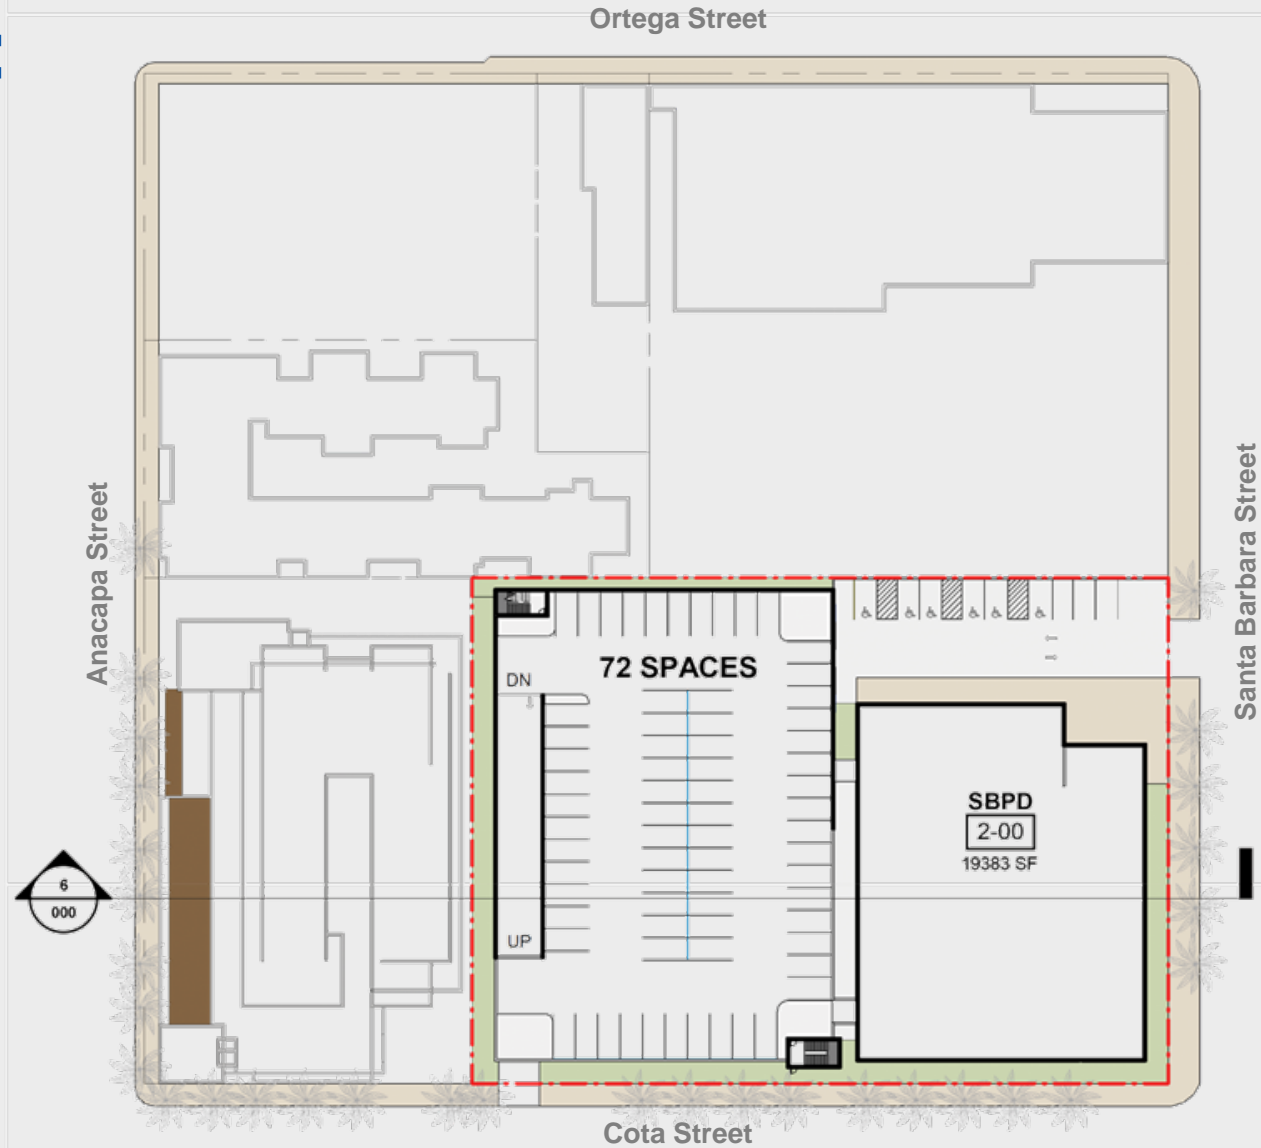 Ortega Street
Anacapa Street
Santa Barbara Street
72 SPACES
DN
SBPD
2-00
19383 SF
6
000
UP
Cota Street